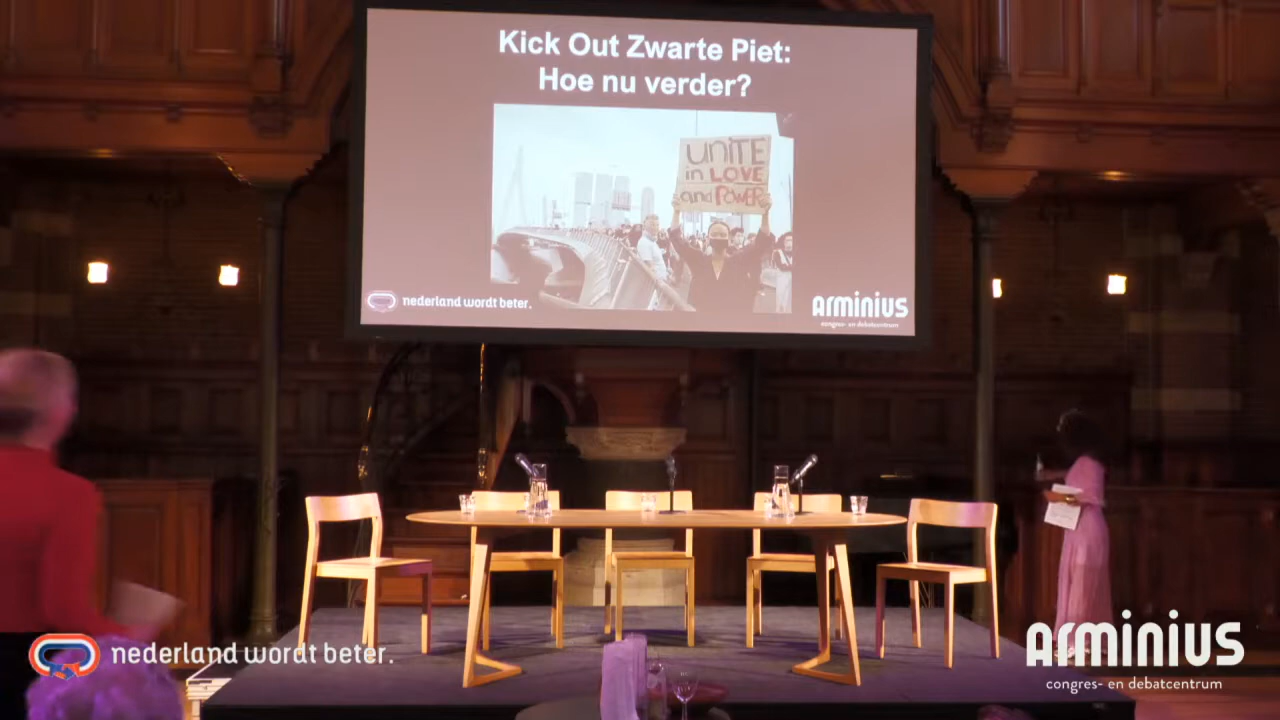 Kick Out Zwarte Piet:
Hoe nu verder?
UNITE
in LOVE
and POWER
nederland wordt beter.
arminius
congres- en debatcentrum
nederland wordt beter.
arminius
congres- en debatcentrum